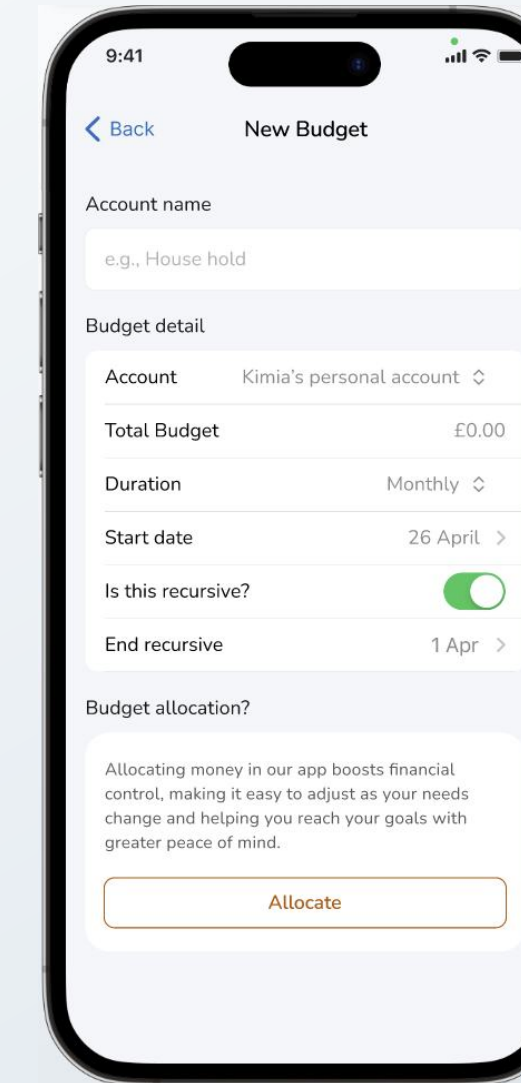 9:41
Back
New Budget
Account name
e.g., House hold
Budget detail
Account Kimia's personal account
Total Budget £0.00
Duration Monthly
Start date 26 April
Is this recursive?
End recursive 1 Apr
Budget allocation?
Allocating money in our app boosts financial
control, making it easy to adjust as your needs
change and helping you reach your goals with
greater peace of mind.
Allocate